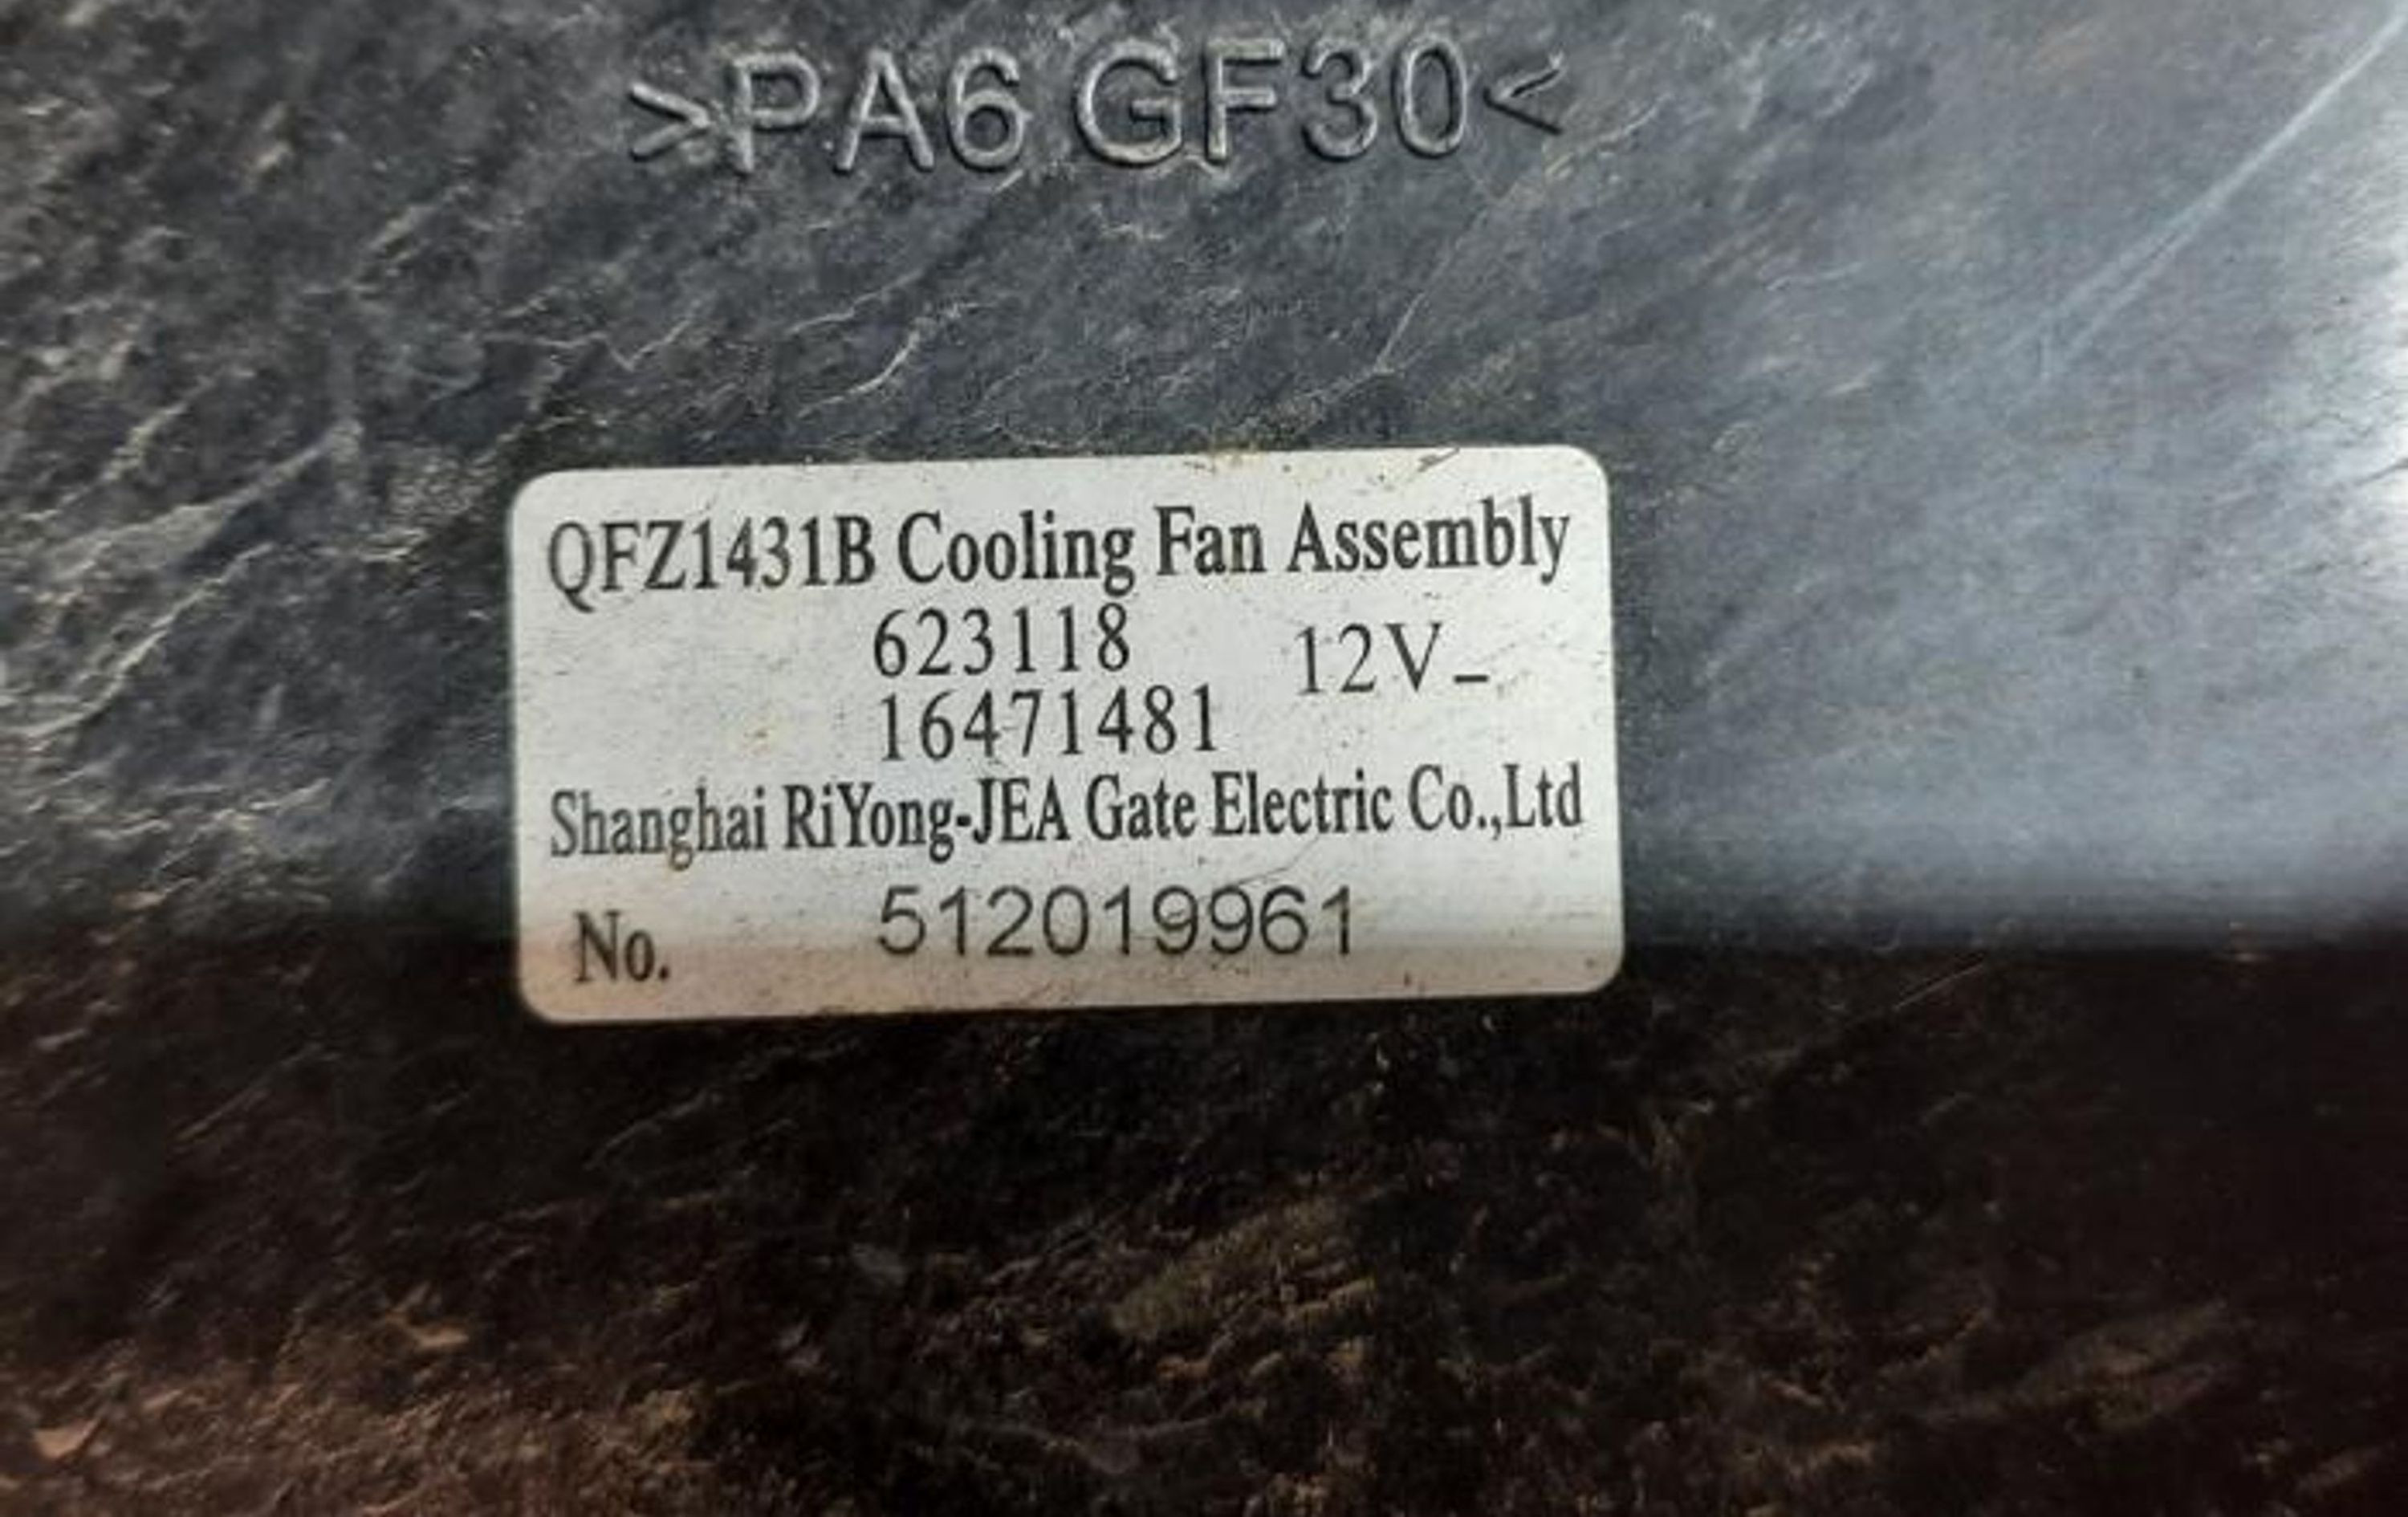 >PA6 GF30<
QFZ1431B Cooling Fan Assembly
623118 12V-
16471481
Shanghai RiYong-JEA Gate Electric Co.,Ltd
No. 512019961